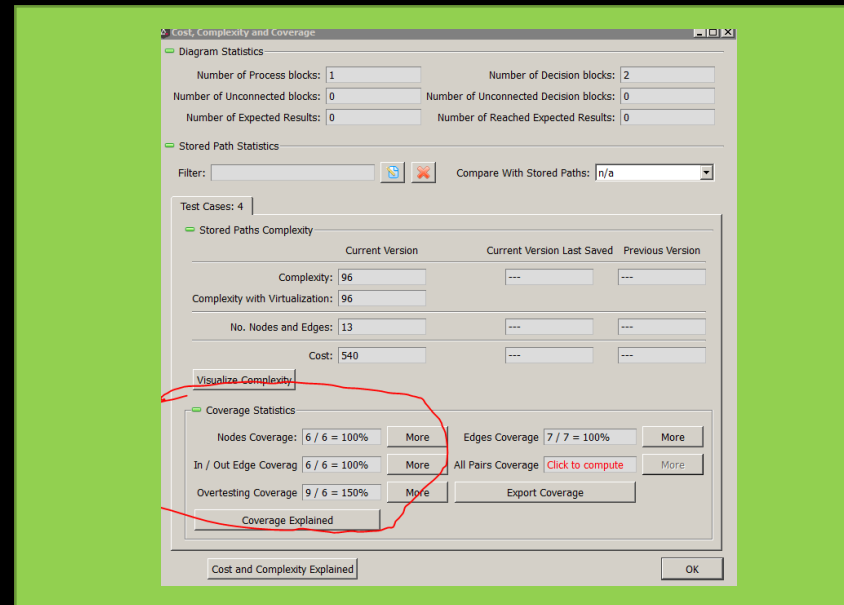 Cost, Complexity and Coverage
Diagram Statistics
Number of Process blocks: 1 Number of Decision blocks: 2
Number of Unconnected blocks: 0 Number of Unconnected Decision blocks: 0
Number of Expected Results: 0 Number of Reached Expected Results: 0
Stored Path Statistics
Filter: Compare With Stored Paths: n/a
Test Cases: 4
Stored Paths Complexity
Current Version Current Version Last Saved Previous Version
Complexity: 96 --- ---
Complexity with Virtualization: 96
No. Nodes and Edges: 13 --- ---
Cost: 540 --- ---
Visualize Complexity
Coverage Statistics
Nodes Coverage: 6 / 6 = 100% More Edges Coverage 7 / 7 = 100% More
In / Out Edge Coverag 6 / 6 = 100% More All Pairs Coverage Click to compute More
Overtesting Coverage 9 / 6 = 150% More Export Coverage
Coverage Explained
Cost and Complexity Explained OK